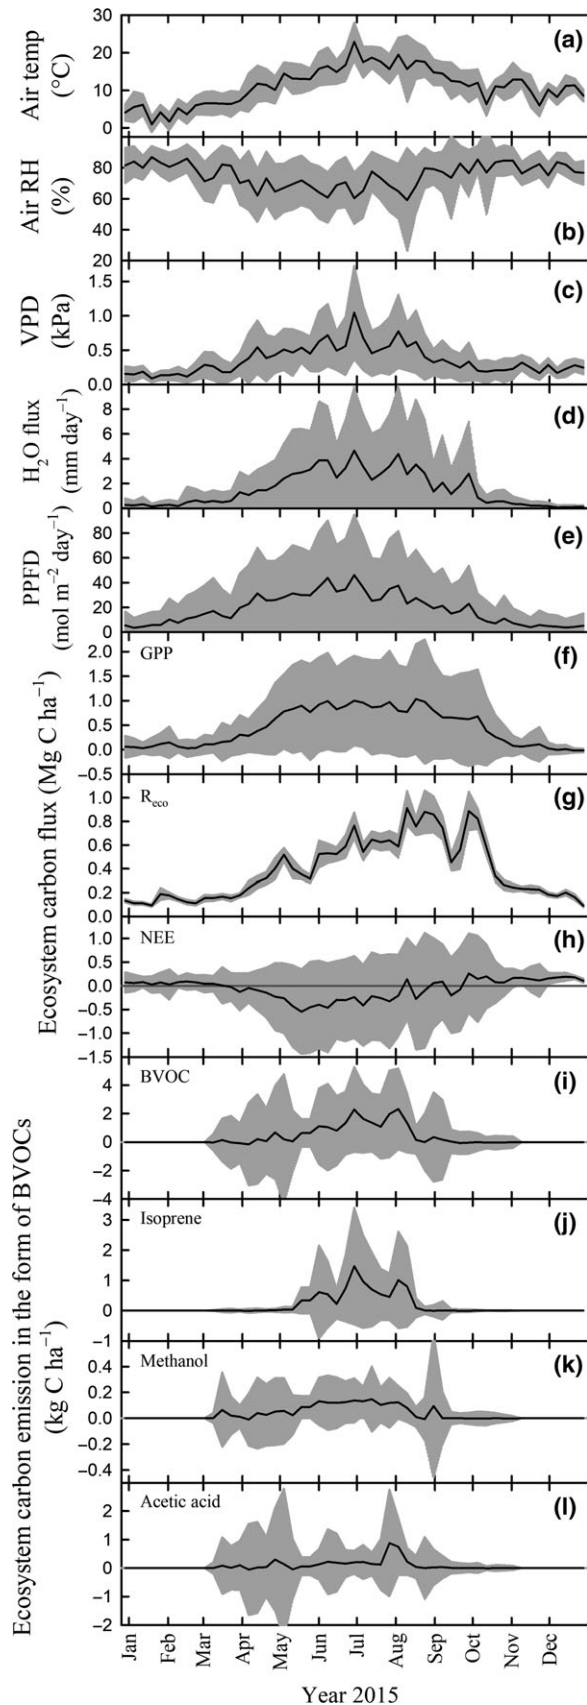 Air temp
(°C)
30
20
10
0
(a)
Air RH
(%)
80
60
40
20
(b)
VPD
(kPa)
1.5
1.0
0.5
0.0
(c)
H2O flux
(mm day−1)
8
6
4
2
0
(d)
PPFD
(mol m−2 day−1)
80
60
40
20
0
(e)
Ecosystem carbon flux (Mg C ha−1)
GPP
2.0
1.5
1.0
0.5
0.0
−0.5
(f)
Reco
1.0
0.8
0.6
0.4
0.2
0.0
(g)
NEE
1.0
0.5
0.0
−0.5
−1.0
−1.5
(h)
Ecosystem carbon emission in the form of BVOCs
(kg C ha−1)
BVOC
4
2
0
−2
−4
(i)
Isoprene
3
2
1
0
−1
(j)
Methanol
0.4
0.2
0.0
−0.2
−0.4
(k)
Acetic acid
2
1
0
−1
−2
(l)
Jan Feb Mar Apr May Jun Jul Aug Sep Oct Nov Dec
Year 2015